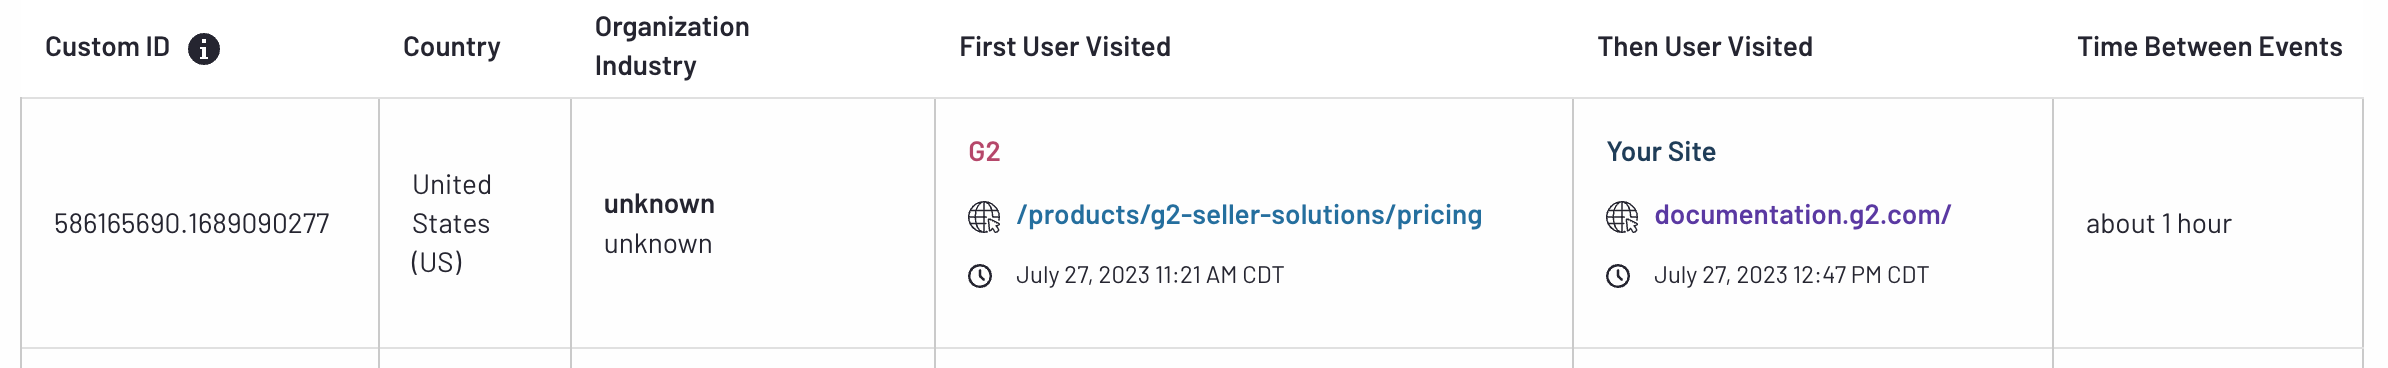 Custom ID
Country
Organization
Industry
First User Visited
Then User Visited
Time Between Events
586165690.1689090277
United
States
(US)
unknown
unknown
G2
/products/g2-seller-solutions/pricing
July 27, 2023 11:21 AM CDT
Your Site
documentation.g2.com/
July 27, 2023 12:47 PM CDT
about 1 hour